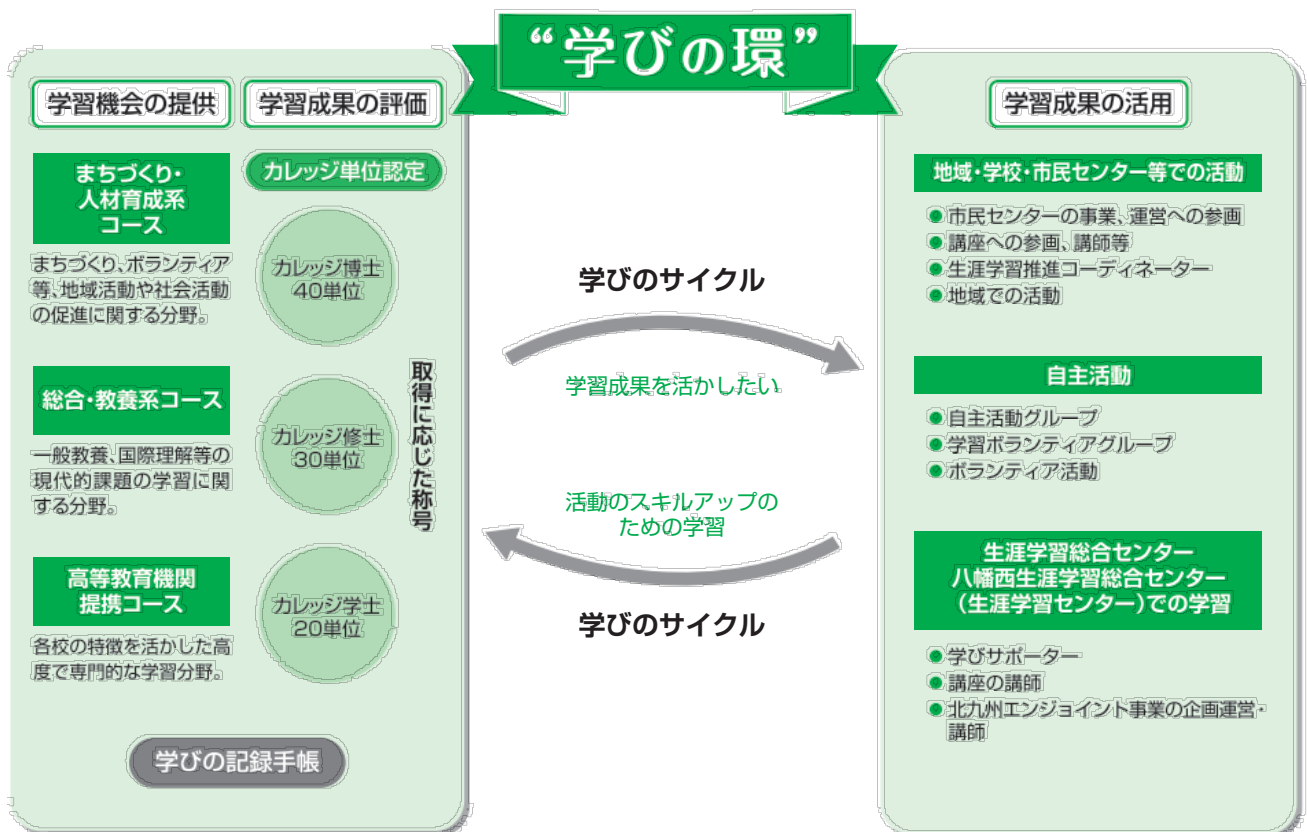 “学びの環”
学習機会の提供
学習成果の評価
まちづくり・
人材育成系
コース
まちづくり、ボランティア
等、地域活動や社会活動
の促進に関する分野。
総合・教養系コース
一般教養、国際理解等の
現代的課題の学習に関
する分野。
高等教育機関
提携コース
各校の特徴を活かした高
度で専門的な学習分野。
カレッジ単位認定
カレッジ博士
40単位
カレッジ修士
30単位
カレッジ学士
20単位
取得に応じた称号
学びの記録手帳
学びのサイクル
学習成果を活かしたい
活動のスキルアップの
ための学習
学びのサイクル
学習成果の活用
地域・学校・市民センター等での活動
●市民センターの事業、運営への参画
●講座への参画、講師等
●生涯学習推進コーディネーター
●地域での活動
自主活動
●自主活動グループ
●学習ボランティアグループ
●ボランティア活動
生涯学習総合センター
八幡西生涯学習総合センター
（生涯学習センター）での学習
●学びサポーター
●講座の講師
●北九州エンジョイント事業の企画運営・
講師